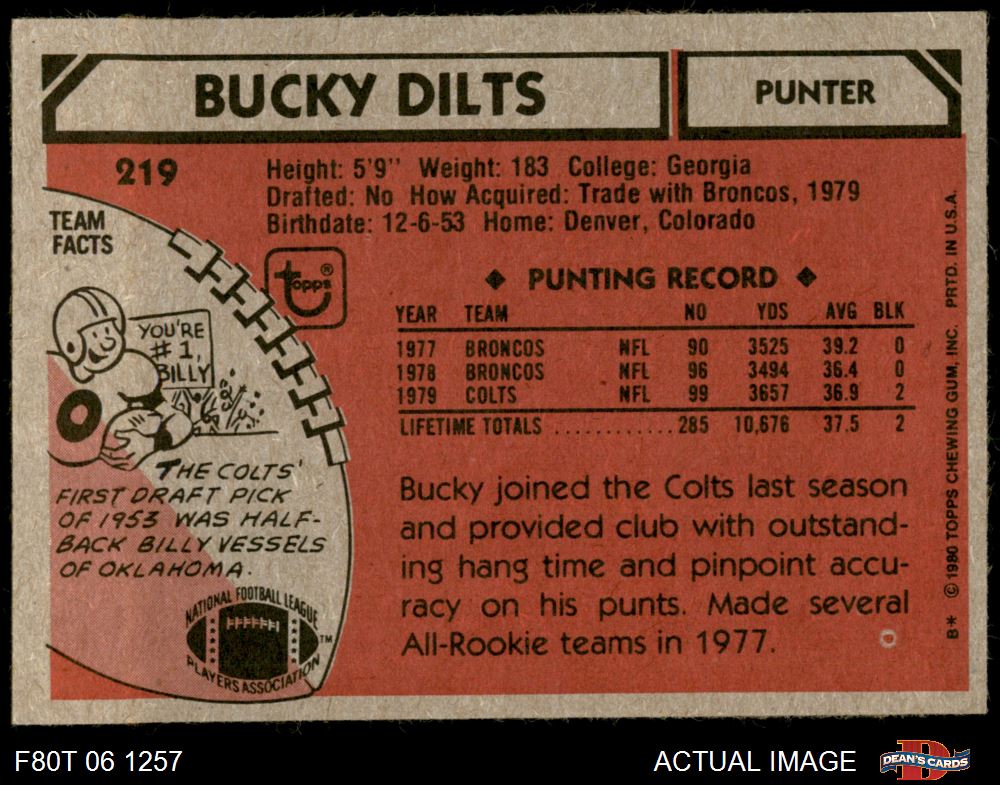 BUCKY DILTS
PUNTER
219
Height: 5'9" Weight: 183 College: Georgia
Drafted: No How Acquired: Trade with Broncos, 1979
Birthdate: 12-6-53 Home: Denver, Colorado
TEAM
FACTS
topps®
YOU'RE
#1,
BILLY
THE COLTS'
FIRST DRAFT PICK
OF 1953 WAS HALF-
BACK BILLY VESSELS
OF OKLAHOMA.
NATIONAL FOOTBALL LEAGUE
PLAYERS ASSOCIATION
TM
◆ PUNTING RECORD ◆
YEAR TEAM NO YDS AVG BLK
1977 BRONCOS NFL 90 3525 39.2 0
1978 BRONCOS NFL 96 3494 36.4 0
1979 COLTS NFL 99 3657 36.9 2
LIFETIME TOTALS ............ 285 10,676 37.5 2
Bucky joined the Colts last season
and provided club with outstand-
ing hang time and pinpoint accu-
racy on his punts. Made several
All-Rookie teams in 1977.
B* © 1980 TOPPS CHEWING GUM, INC. PRTD. IN U.S.A.
F80T 06 1257
ACTUAL IMAGE
D
DEAN'S CARDS